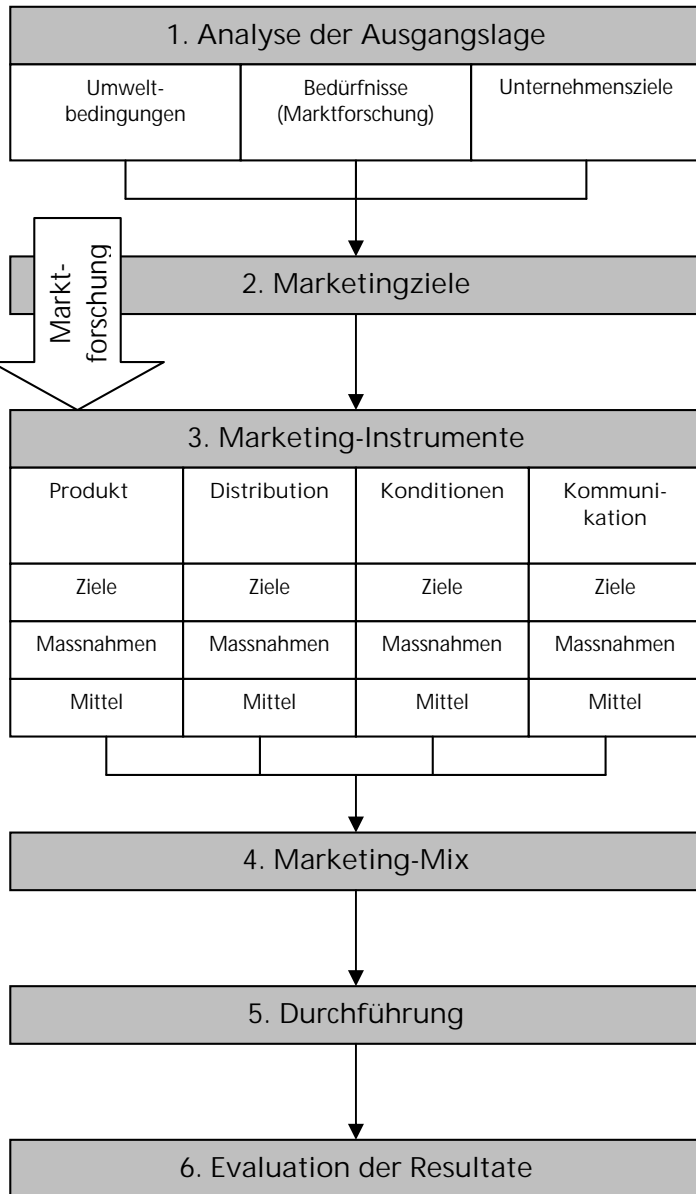 1. Analyse der Ausgangslage
Umwelt-
bedingungen
Bedürfnisse
(Marktforschung)
Unternehmensziele
Markt-
forschung
2. Marketingziele
3. Marketing-Instrumente
Produkt
Distribution
Konditionen
Kommuni-
kation
Ziele
Ziele
Ziele
Ziele
Massnahmen
Massnahmen
Massnahmen
Massnahmen
Mittel
Mittel
Mittel
Mittel
4. Marketing-Mix
5. Durchführung
6. Evaluation der Resultate